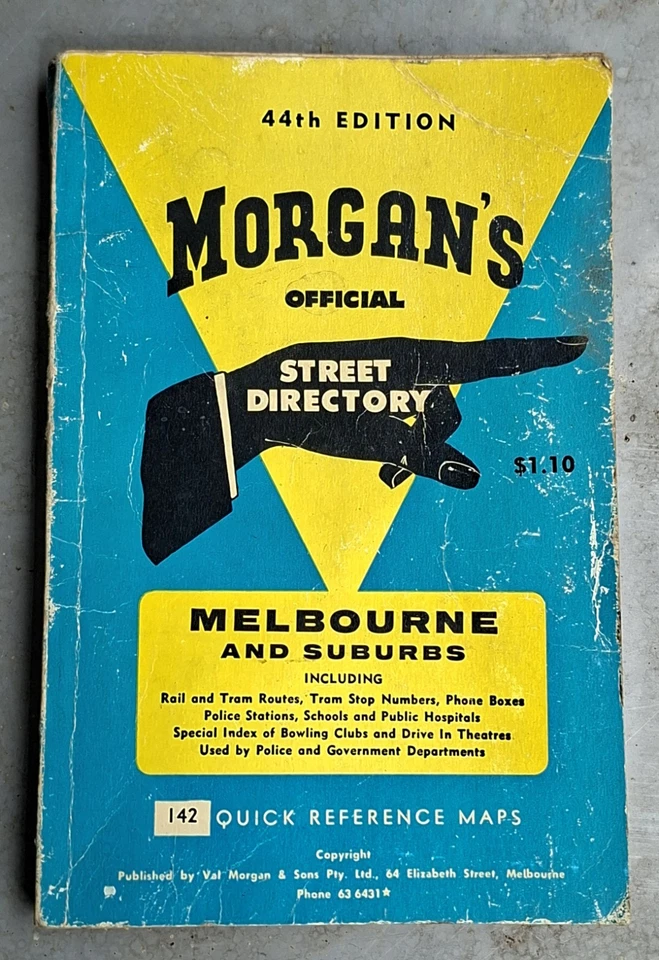 44th EDITION
MORGAN'S
OFFICIAL
STREET
DIRECTORY
$1.10
MELBOURNE
AND SUBURBS
INCLUDING
Rail and Tram Routes, Tram Stop Numbers, Phone Boxes
Police Stations, Schools and Public Hospitals
Special Index of Bowling Clubs and Drive In Theatres
Used by Police and Government Departments
142 QUICK REFERENCE MAPS
Copyright
Published by Val Morgan & Sons Pty. Ltd., 64 Elizabeth Street, Melbourne
Phone 63 6431★